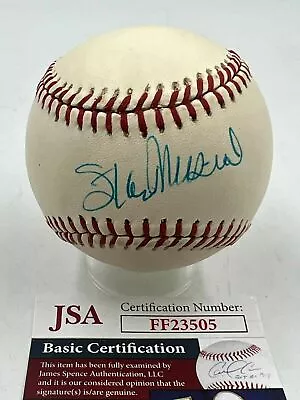 Stan Musial
JSA
Certification Number:
FF23505
Basic Certification
This item has been fully examined by
James Spence Authentication, LLC
and it is our considered opinion that the
signature(s) is/are genuine.